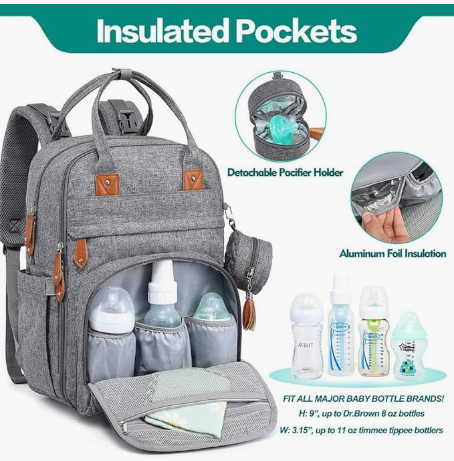 Insulated Pockets
Detachable Pacifier Holder
Aluminum Foil Insulation
FIT ALL MAJOR BABY BOTTLE BRANDS!
H: 9”, up to Dr.Brown 8 oz bottles
W: 3.15”, up to 11 oz timmee tippee bottlers